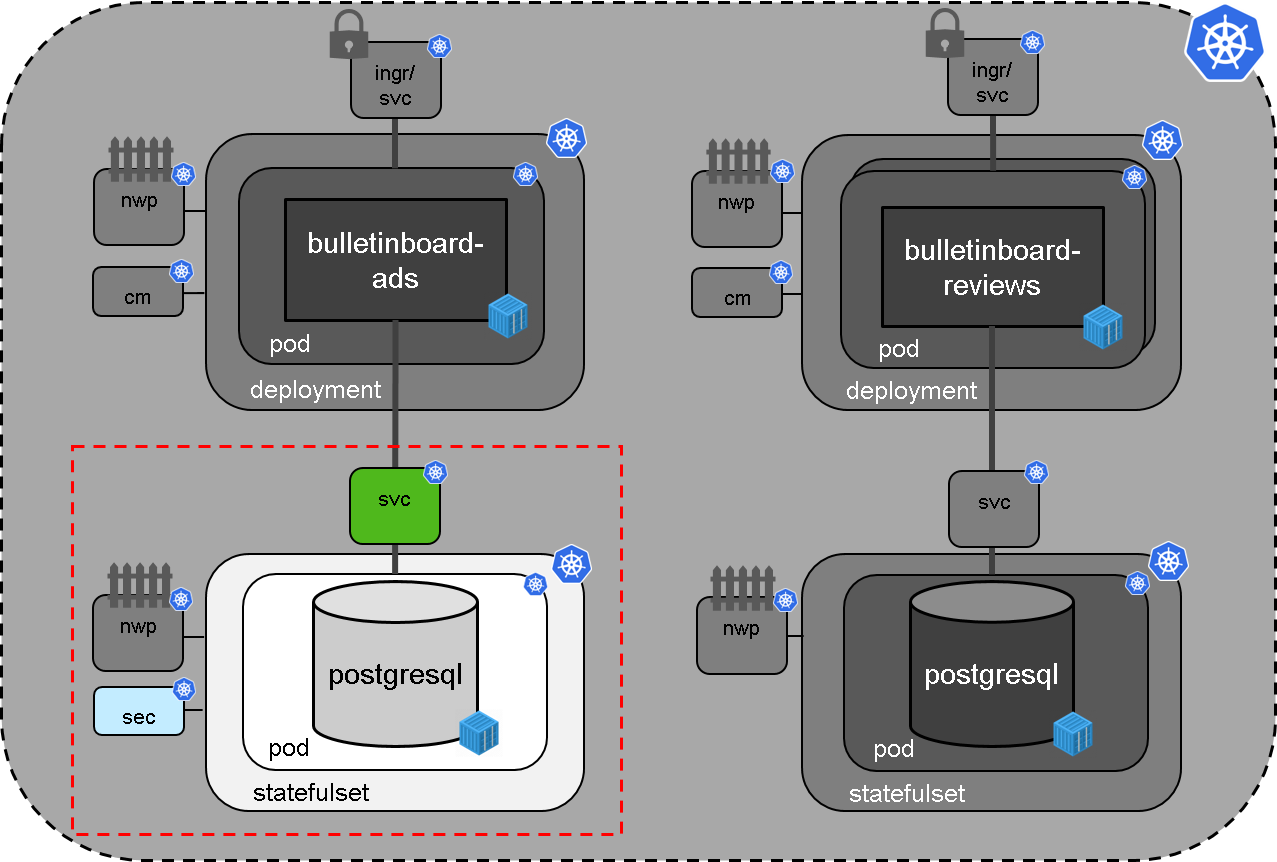 ingr/
svc
nwp
cm
bulletinboard-
ads
pod
deployment
svc
nwp
sec
postgresql
pod
statefulset
ingr/
svc
nwp
cm
bulletinboard-
reviews
pod
deployment
svc
nwp
postgresql
pod
statefulset